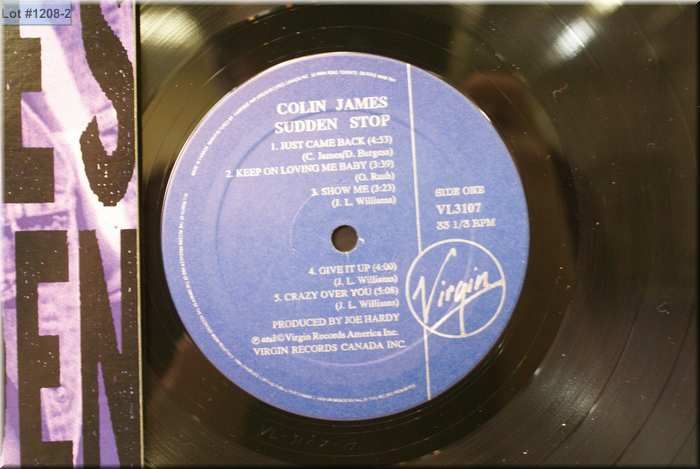 Lot #1208-2
ES
EN
COLIN JAMES
SUDDEN STOP
1. JUST CAME BACK (4:53)
(C. James/D. Burgess)
2. KEEP ON LOVING ME BABY (3:39)
(O. Rush)
3. SHOW ME (3:23)
(J. L. Williams)
SIDE ONE
VL3107
33 1/3 RPM
4. GIVE IT UP (4:00)
(J. L. Williams)
5. CRAZY OVER YOU (5:08)
(J. L. Williams)
PRODUCED BY JOE HARDY
℗ and © Virgin Records America Inc.
VIRGIN RECORDS CANADA INC.
Virgin